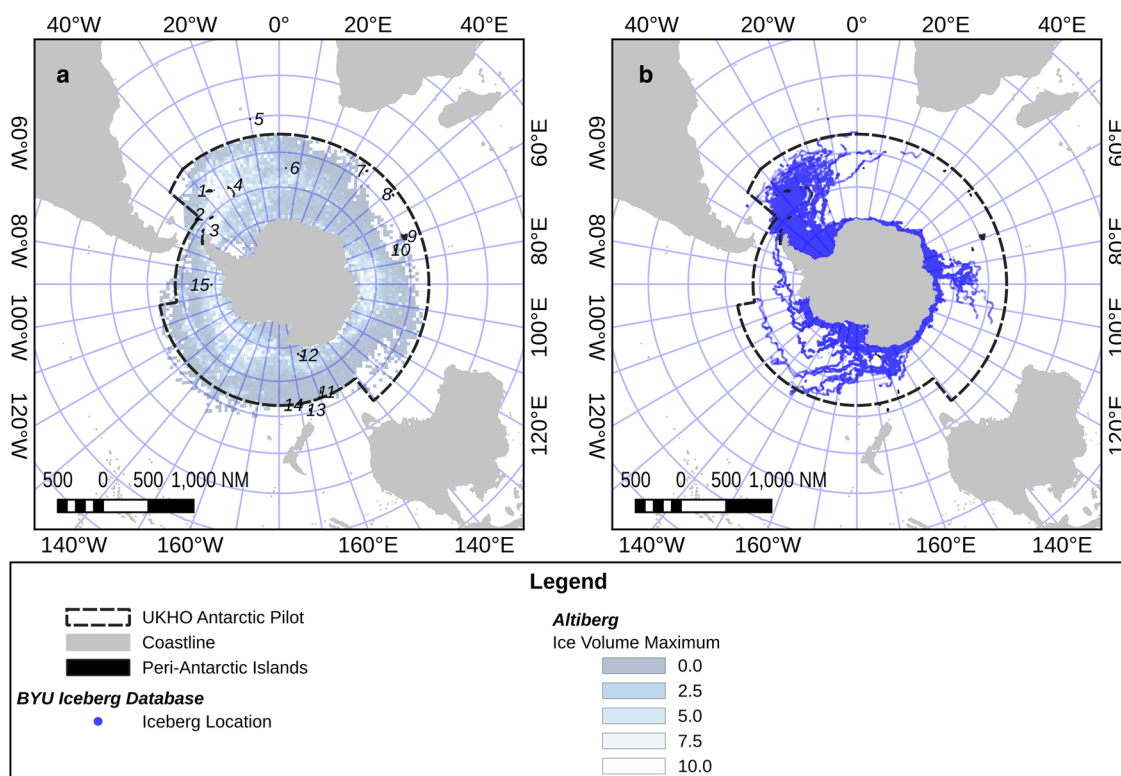 40°W 20°W 0° 20°E 40°E
40°W 20°W 0° 20°E 40°E
a
b
60°W
80°W
100°W
120°W
60°E
80°E
100°E
120°E
60°W
80°W
100°W
120°W
60°E
80°E
100°E
120°E
5
6
7
4
1
8
2
3
9
10
15
12
11
14
13
500 0 500 1,000 NM
500 0 500 1,000 NM
140°W 160°W 160°E 140°E
140°W 160°W 160°E 140°E
Legend
UKHO Antarctic Pilot
Coastline
Peri-Antarctic Islands
BYU Iceberg Database
Iceberg Location
Altiberg
Ice Volume Maximum
0.0
2.5
5.0
7.5
10.0